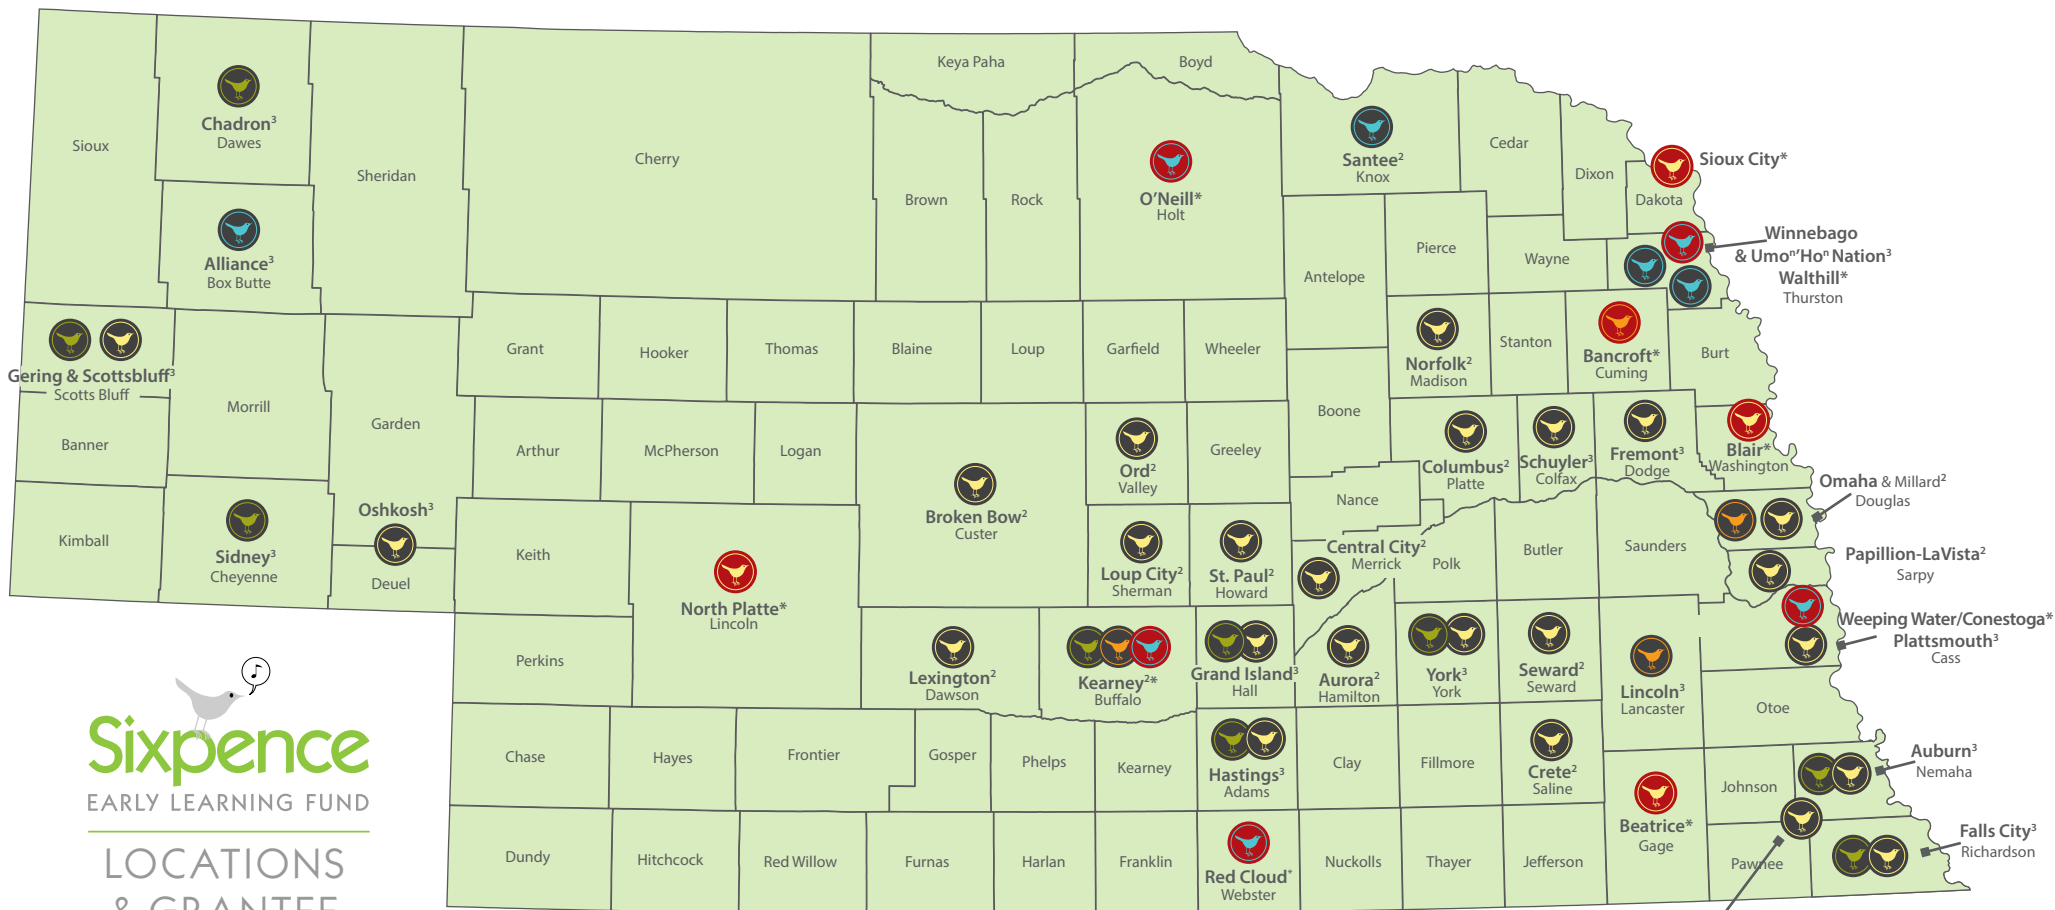 Keya Paha
Boyd
Chadron³
Dawes
Sioux
Sheridan
Cherry
Brown
Rock
O'Neill*
Holt
Santee²
Knox
Cedar
Dixon
Sioux City*
Dakota
Alliance³
Box Butte
Antelope
Pierce
Wayne
Winnebago
& Umoⁿ'Hoⁿ Nation³
Walthill*
Thurston
Gering & Scottsbluff³
Scotts Bluff
Grant
Hooker
Thomas
Blaine
Loup
Garfield
Wheeler
Norfolk²
Madison
Stanton
Bancroft*
Cuming
Burt
Banner
Morrill
Garden
Arthur
McPherson
Logan
Ord²
Valley
Greeley
Boone
Columbus²
Platte
Schuyler³
Colfax
Fremont³
Dodge
Blair*
Washington
Omaha & Millard²
Douglas
Kimball
Sidney³
Cheyenne
Oshkosh³
Deuel
Keith
North Platte*
Lincoln
Broken Bow²
Custer
Loup City²
Sherman
St. Paul²
Howard
Nance
Central City²
Merrick
Polk
Butler
Saunders
Papillion-LaVista²
Sarpy
Weeping Water/Conestoga*
Plattsmouth³
Cass
Perkins
Lexington²
Dawson
Kearney²*
Buffalo
Grand Island³
Hall
Aurora²
Hamilton
York³
York
Seward²
Seward
Lincoln³
Lancaster
Otoe
Chase
Hayes
Frontier
Gosper
Phelps
Kearney
Hastings³
Adams
Clay
Fillmore
Crete²
Saline
Beatrice*
Gage
Johnson
Auburn³
Nemaha
Dundy
Hitchcock
Red Willow
Furnas
Harlan
Franklin
Red Cloud*
Webster
Nuckolls
Thayer
Jefferson
Pawnee
Falls City³
Richardson
Sixpence
EARLY LEARNING FUND
LOCATIONS
& GRANTEE